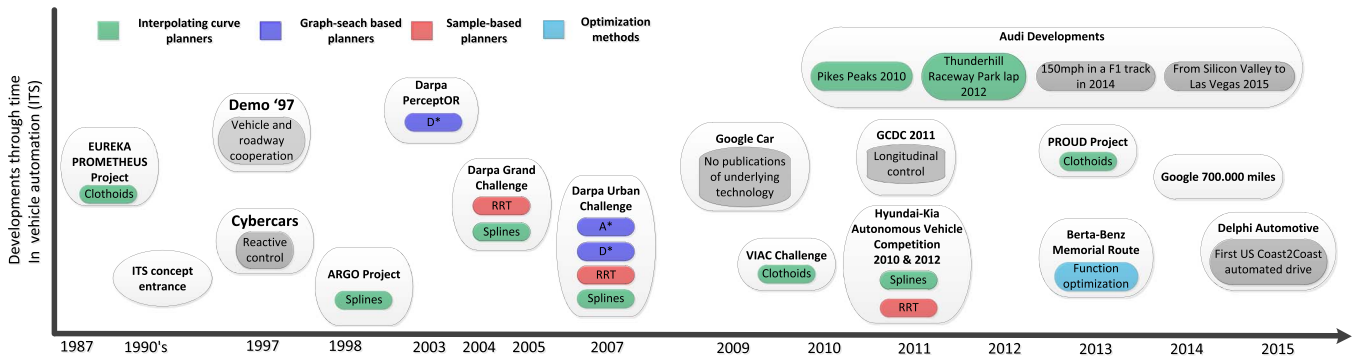 Interpolating curve
planners
Graph-seach based
planners
Sample-based
planners
Optimization
methods
Developments through time
In vehicle automation (ITS)
EUREKA
PROMETHEUS
Project
Clothoids
ITS concept
entrance
Demo ‘97
Vehicle and
roadway
cooperation
Cybercars
Reactive
control
ARGO Project
Splines
Darpa
PerceptOR
D*
Darpa Grand
Challenge
RRT
Splines
Darpa Urban
Challenge
A*
D*
RRT
Splines
Google Car
No publications
of underlying
technology
VIAC Challenge
Clothoids
Audi Developments
Pikes Peaks 2010
Thunderhill
Raceway Park lap
2012
150mph in a F1 track
in 2014
From Silicon Valley to
Las Vegas 2015
GCDC 2011
Longitudinal
control
Hyundai-Kia
Autonomous Vehicle
Competition
2010 & 2012
Splines
RRT
PROUD Project
Clothoids
Berta-Benz
Memorial Route
Function
optimization
Google 700.000 miles
Delphi Automotive
First US Coast2Coast
automated drive
1987
1990's
1997
1998
2003
2004
2005
2007
2009
2010
2011
2012
2013
2014
2015